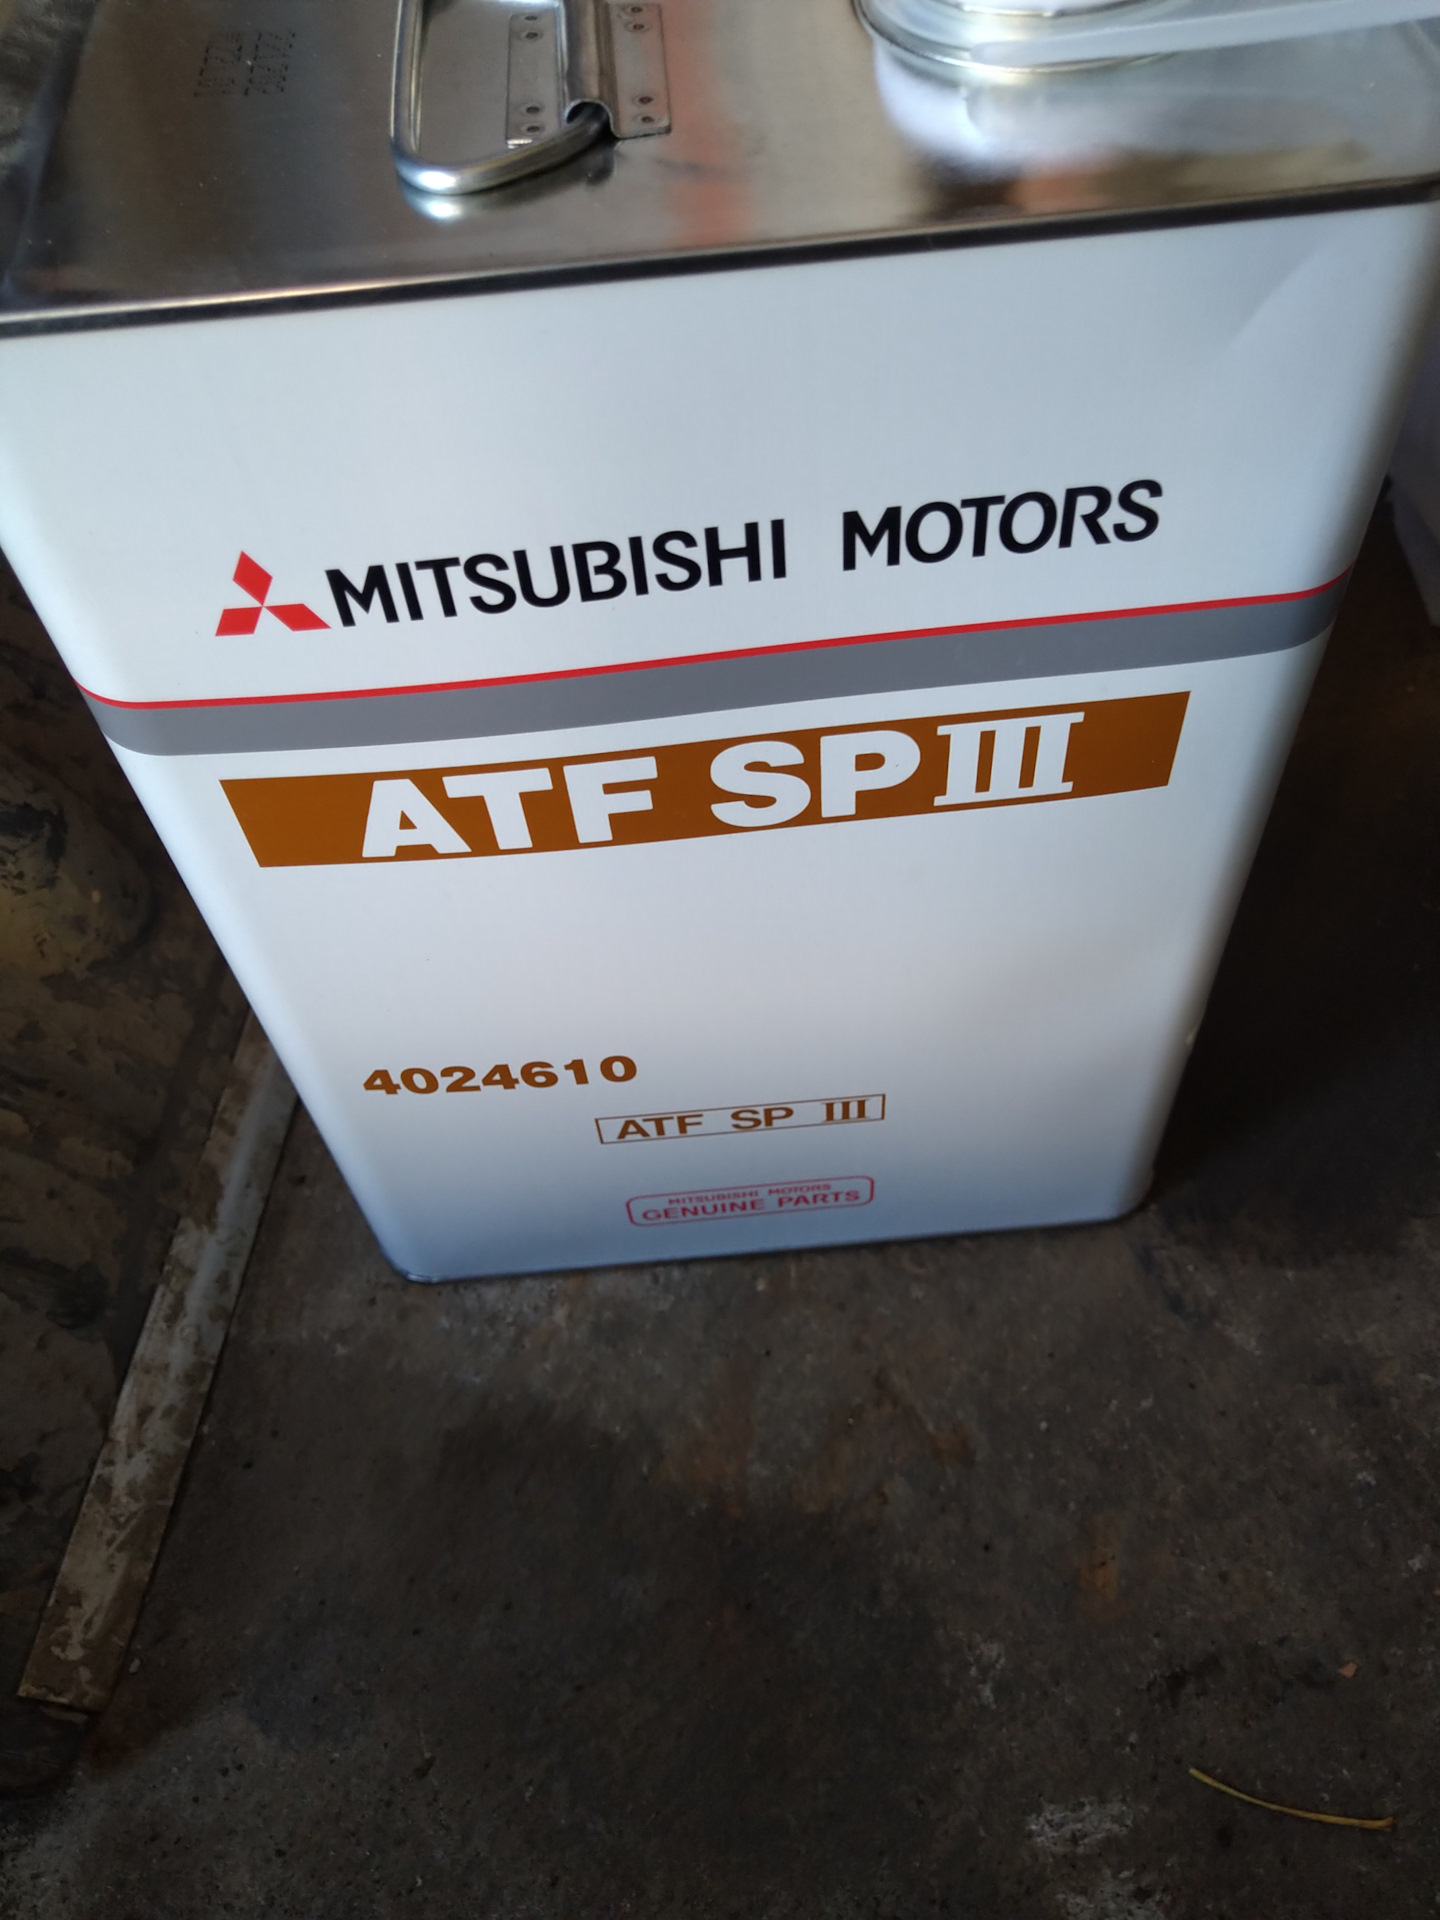 MITSUBISHI MOTORS
ATF SP III
4024610
ATF SP III
MITSUBISHI MOTORS
GENUINE PARTS